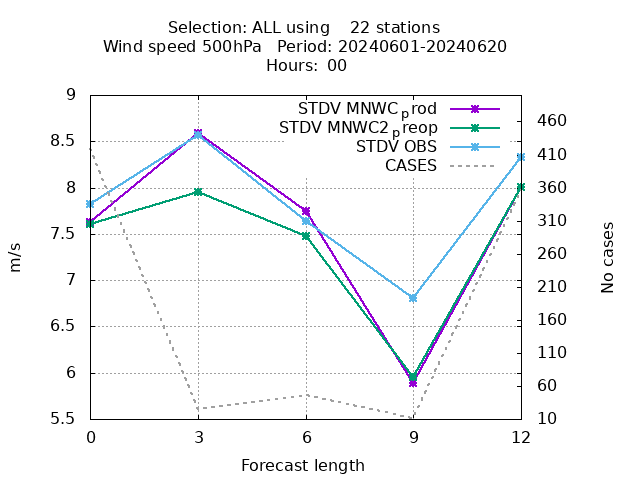 Selection: ALL using    22 stations
Wind speed 500hPa   Period: 20240601-20240620
Hours:  00
STDV MNWC_prod
STDV MNWC2_preop
STDV OBS
CASES
9
8.5
8
7.5
7
6.5
6
5.5
m/s
460
410
360
310
260
210
160
110
60
10
No cases
0 3 6 9 12
Forecast length